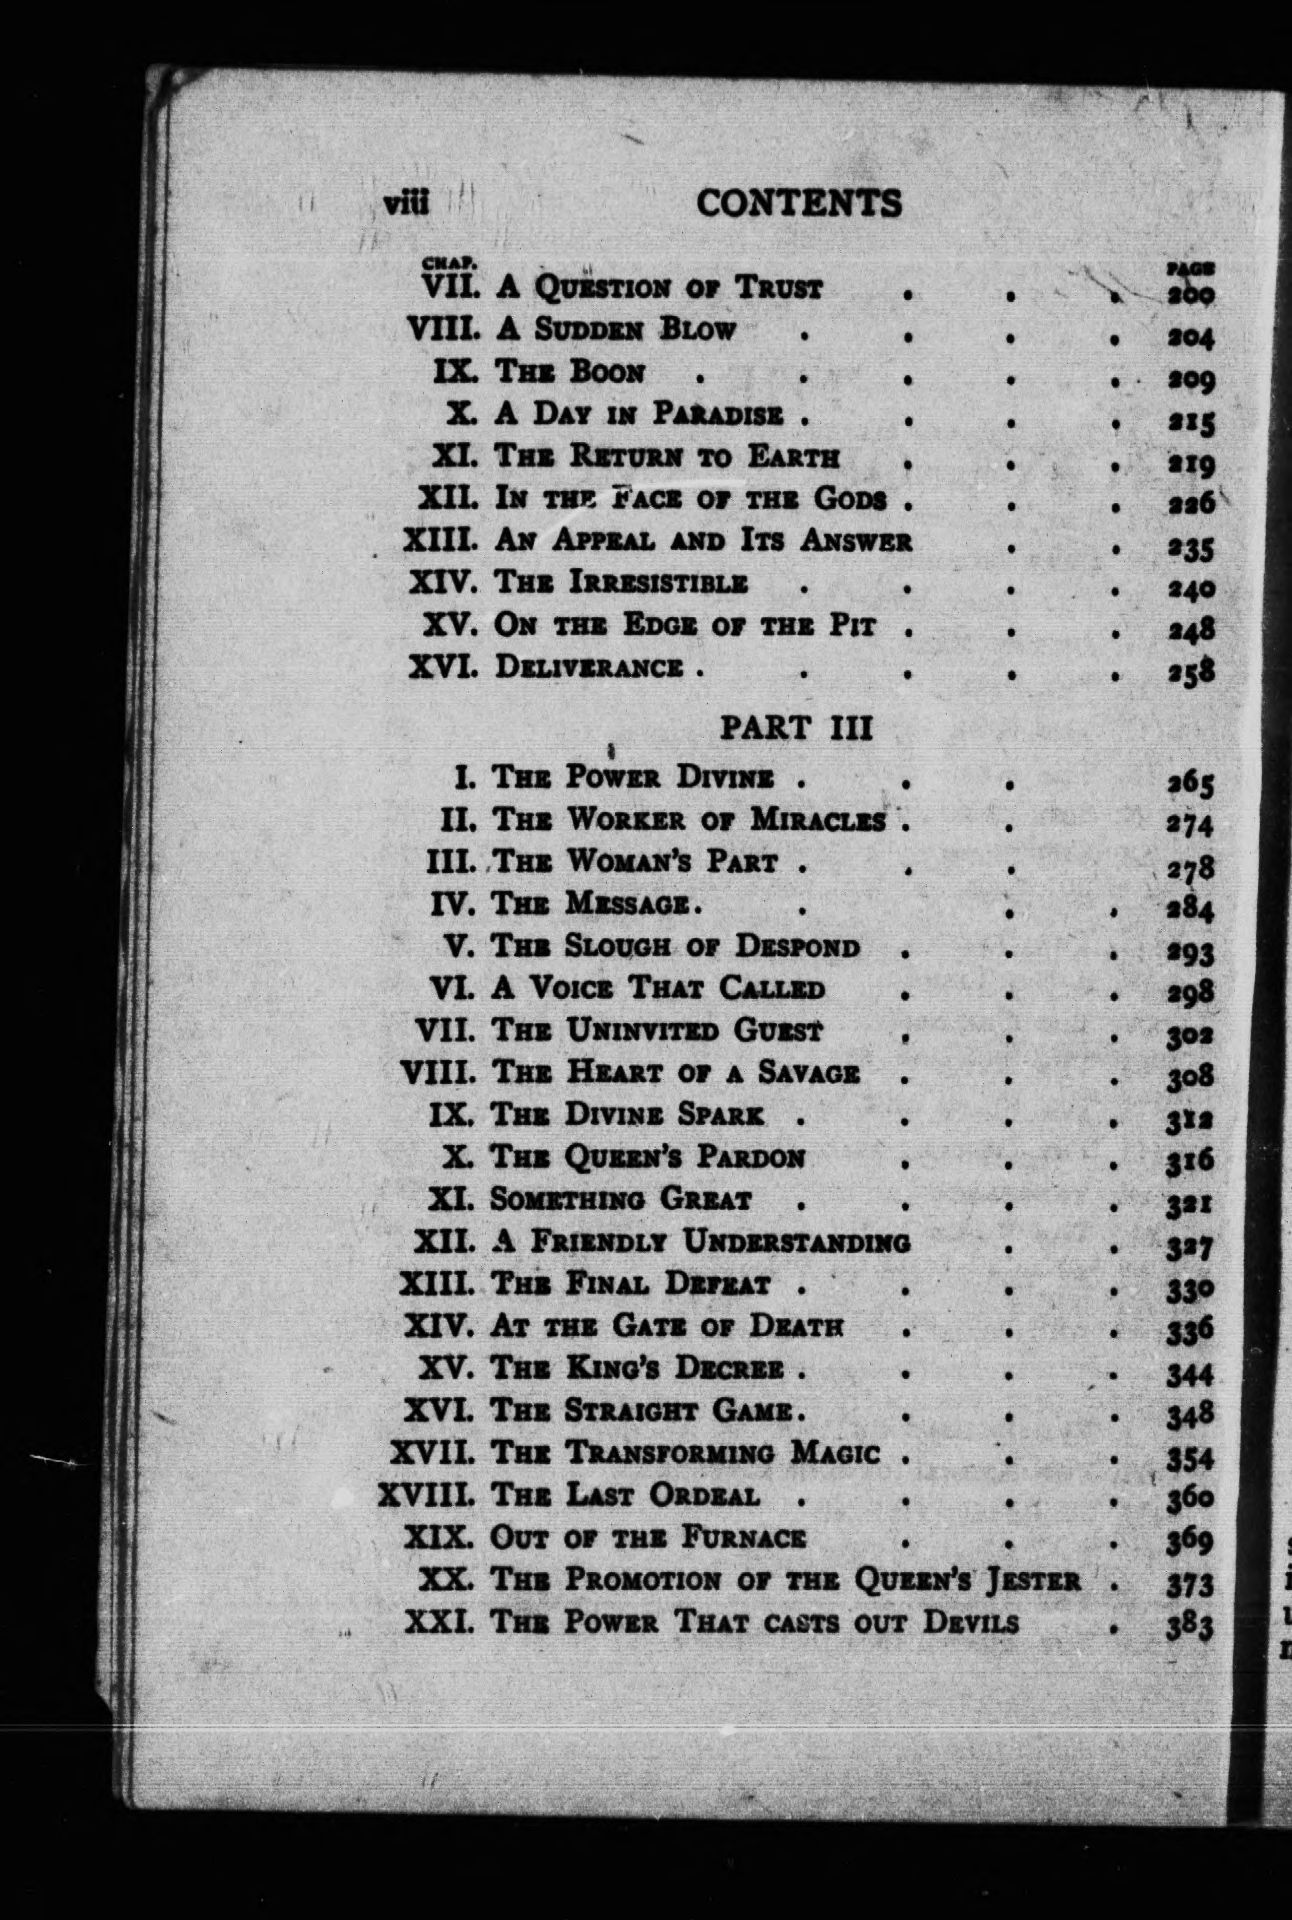 viii CONTENTS
CHAP. PAGE
VII. A Question of Trust . . . 200
VIII. A Sudden Blow . . . . 204
IX. The Boon . . . . . 209
X. A Day in Paradise . . . . 215
XI. The Return to Earth . . . 219
XII. In the Face of the Gods . . . 226
XIII. An Appeal and Its Answer . . 235
XIV. The Irresistible . . . . 240
XV. On the Edge of the Pit . . . 248
XVI. Deliverance . . . . . 258
PART III
I. The Power Divine . . . 265
II. The Worker of Miracles . . 274
III. The Woman's Part . . . 278
IV. The Message . . . . 284
V. The Slough of Despond . . . 293
VI. A Voice That Called . . . 298
VII. The Uninvited Guest . . . 302
VIII. The Heart of a Savage . . . 308
IX. The Divine Spark . . . . 312
X. The Queen's Pardon . . . 316
XI. Something Great . . . . 321
XII. A Friendly Understanding . . 327
XIII. The Final Defeat . . . . 330
XIV. At the Gate of Death . . . 336
XV. The King's Decree . . . . 344
XVI. The Straight Game . . . . 348
XVII. The Transforming Magic . . . 354
XVIII. The Last Ordeal . . . . 360
XIX. Out of the Furnace . . . 369
XX. The Promotion of the Queen's Jester . 373
XXI. The Power That casts out Devils . 383